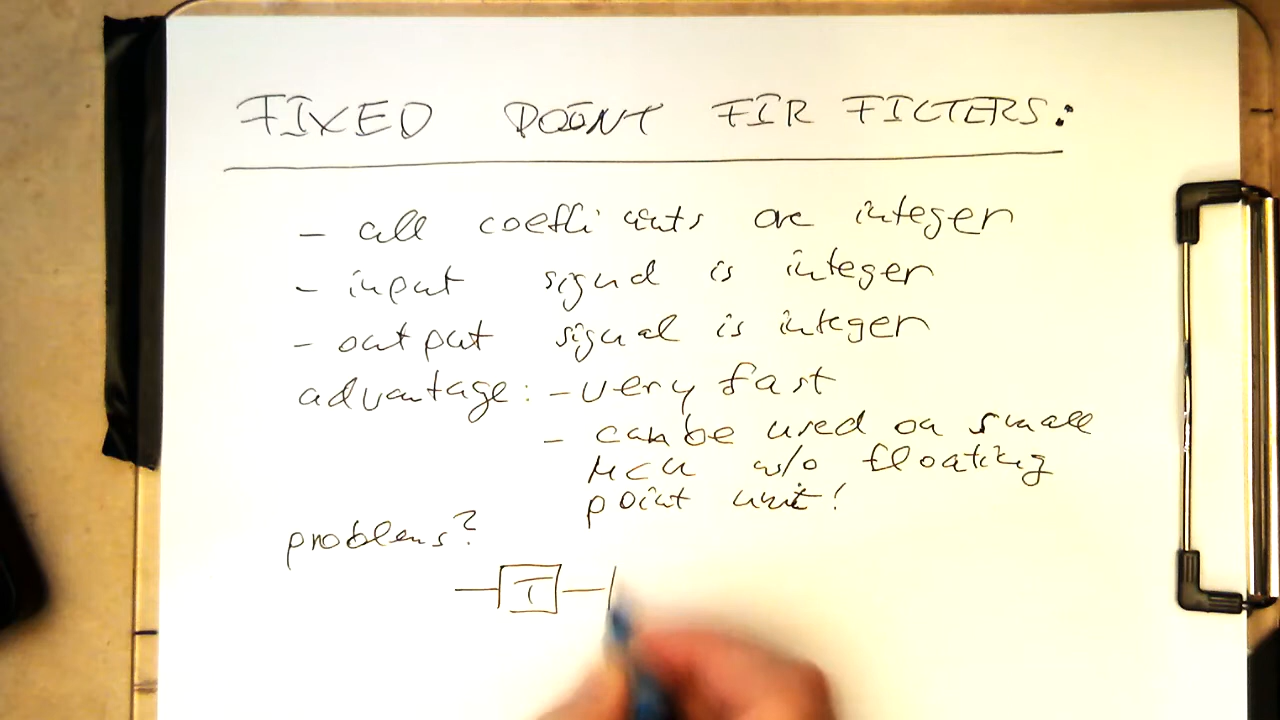 FIXED POINT FIR FILTERS:
- all coefficients are integer
- input signal is integer
- output signal is integer
advantage: - very fast
- can be used on small
μCU w/o floating
point unit!
problems?
T